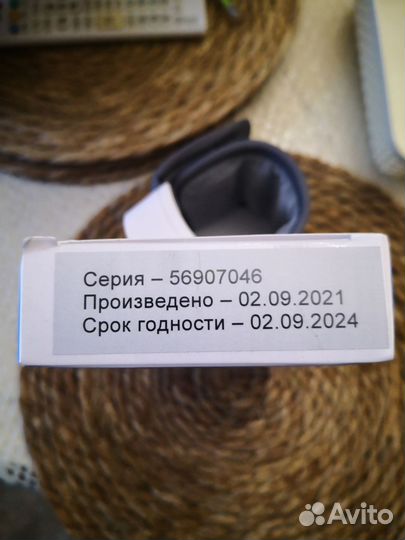 Серия – 56907046
Произведено – 02.09.2021
Срок годности – 02.09.2024
Avito